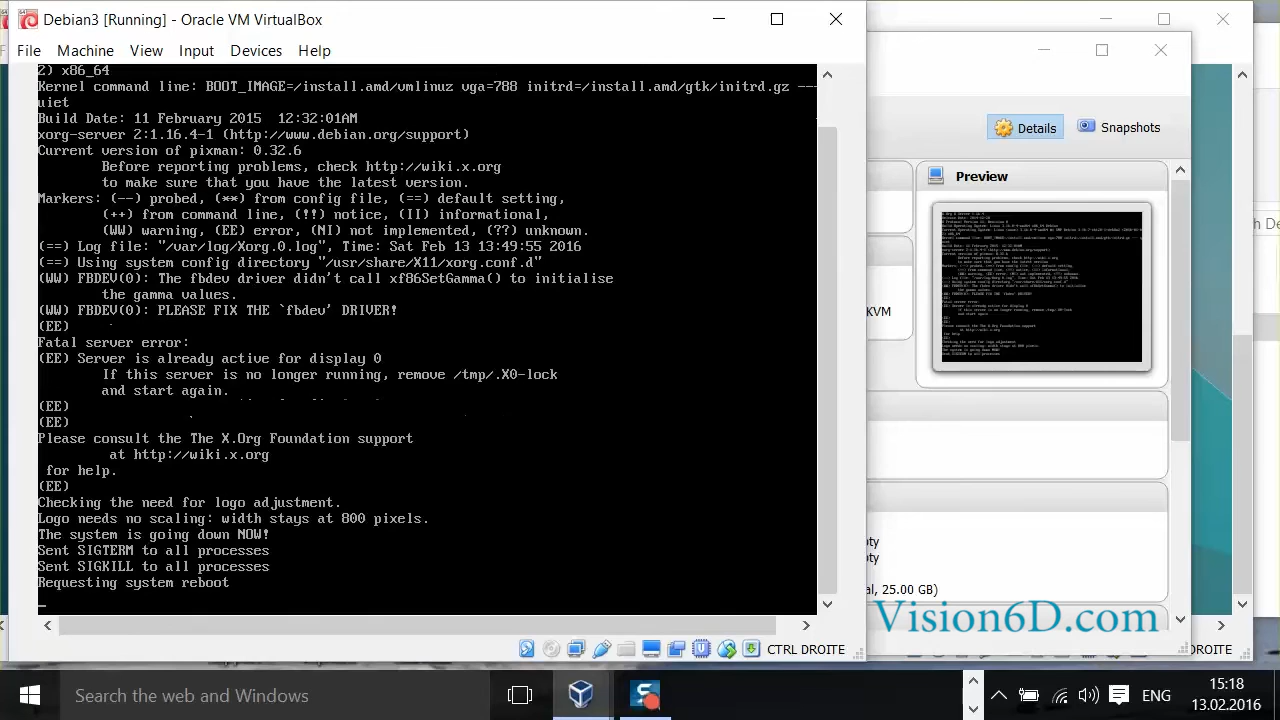 Debian3 [Running] - Oracle VM VirtualBox
File Machine View Input Devices Help
2) x86_64
Kernel command line: BOOT_IMAGE=/install.amd/vmlinuz vga=788 initrd=/install.amd/gtk/initrd.gz ---
uiet
Build Date: 11 February 2015  12:32:01AM
xorg-server 2:1.16.4-1 (http://www.debian.org/support)
Current version of pixman: 0.32.6
Before reporting problems, check http://wiki.x.org
to make sure that you have the latest version.
Markers: (--) probed, (**) from config file, (==) default setting,
(++) from command line, (!!) notice, (II) informational,
(WW) warning, (EE) error, (NI) not implemented, (??) unknown.
(==) Log file: "/var/log/Xorg.0.log", Time: Sat Feb 13 13:49:55 2016
(==) Using system config directory "/usr/share/X11/xorg.conf.d"
(WW) FBDEV(0): The fbdev driver didn't call xf86SetGamma() to initialise
the gamma values.
(WW) FBDEV(0): PLEASE FIX THE `fbdev' DRIVER!
(EE)
Fatal server error:
(EE) Server is already active for display 0
If this server is no longer running, remove /tmp/.X0-lock
and start again.
(EE)
(EE)
Please consult the The X.Org Foundation support
at http://wiki.x.org
for help.
(EE)
Checking the need for logo adjustment.
Logo needs no scaling: width stays at 800 pixels.
The system is going down NOW!
Sent SIGTERM to all processes
Sent SIGKILL to all processes
Requesting system reboot
CTRL DROITE
Details Snapshots
Preview
KVM
al, 25.00 GB)
Vision6D.com
Search the web and Windows
ENG
15:18
13.02.2016